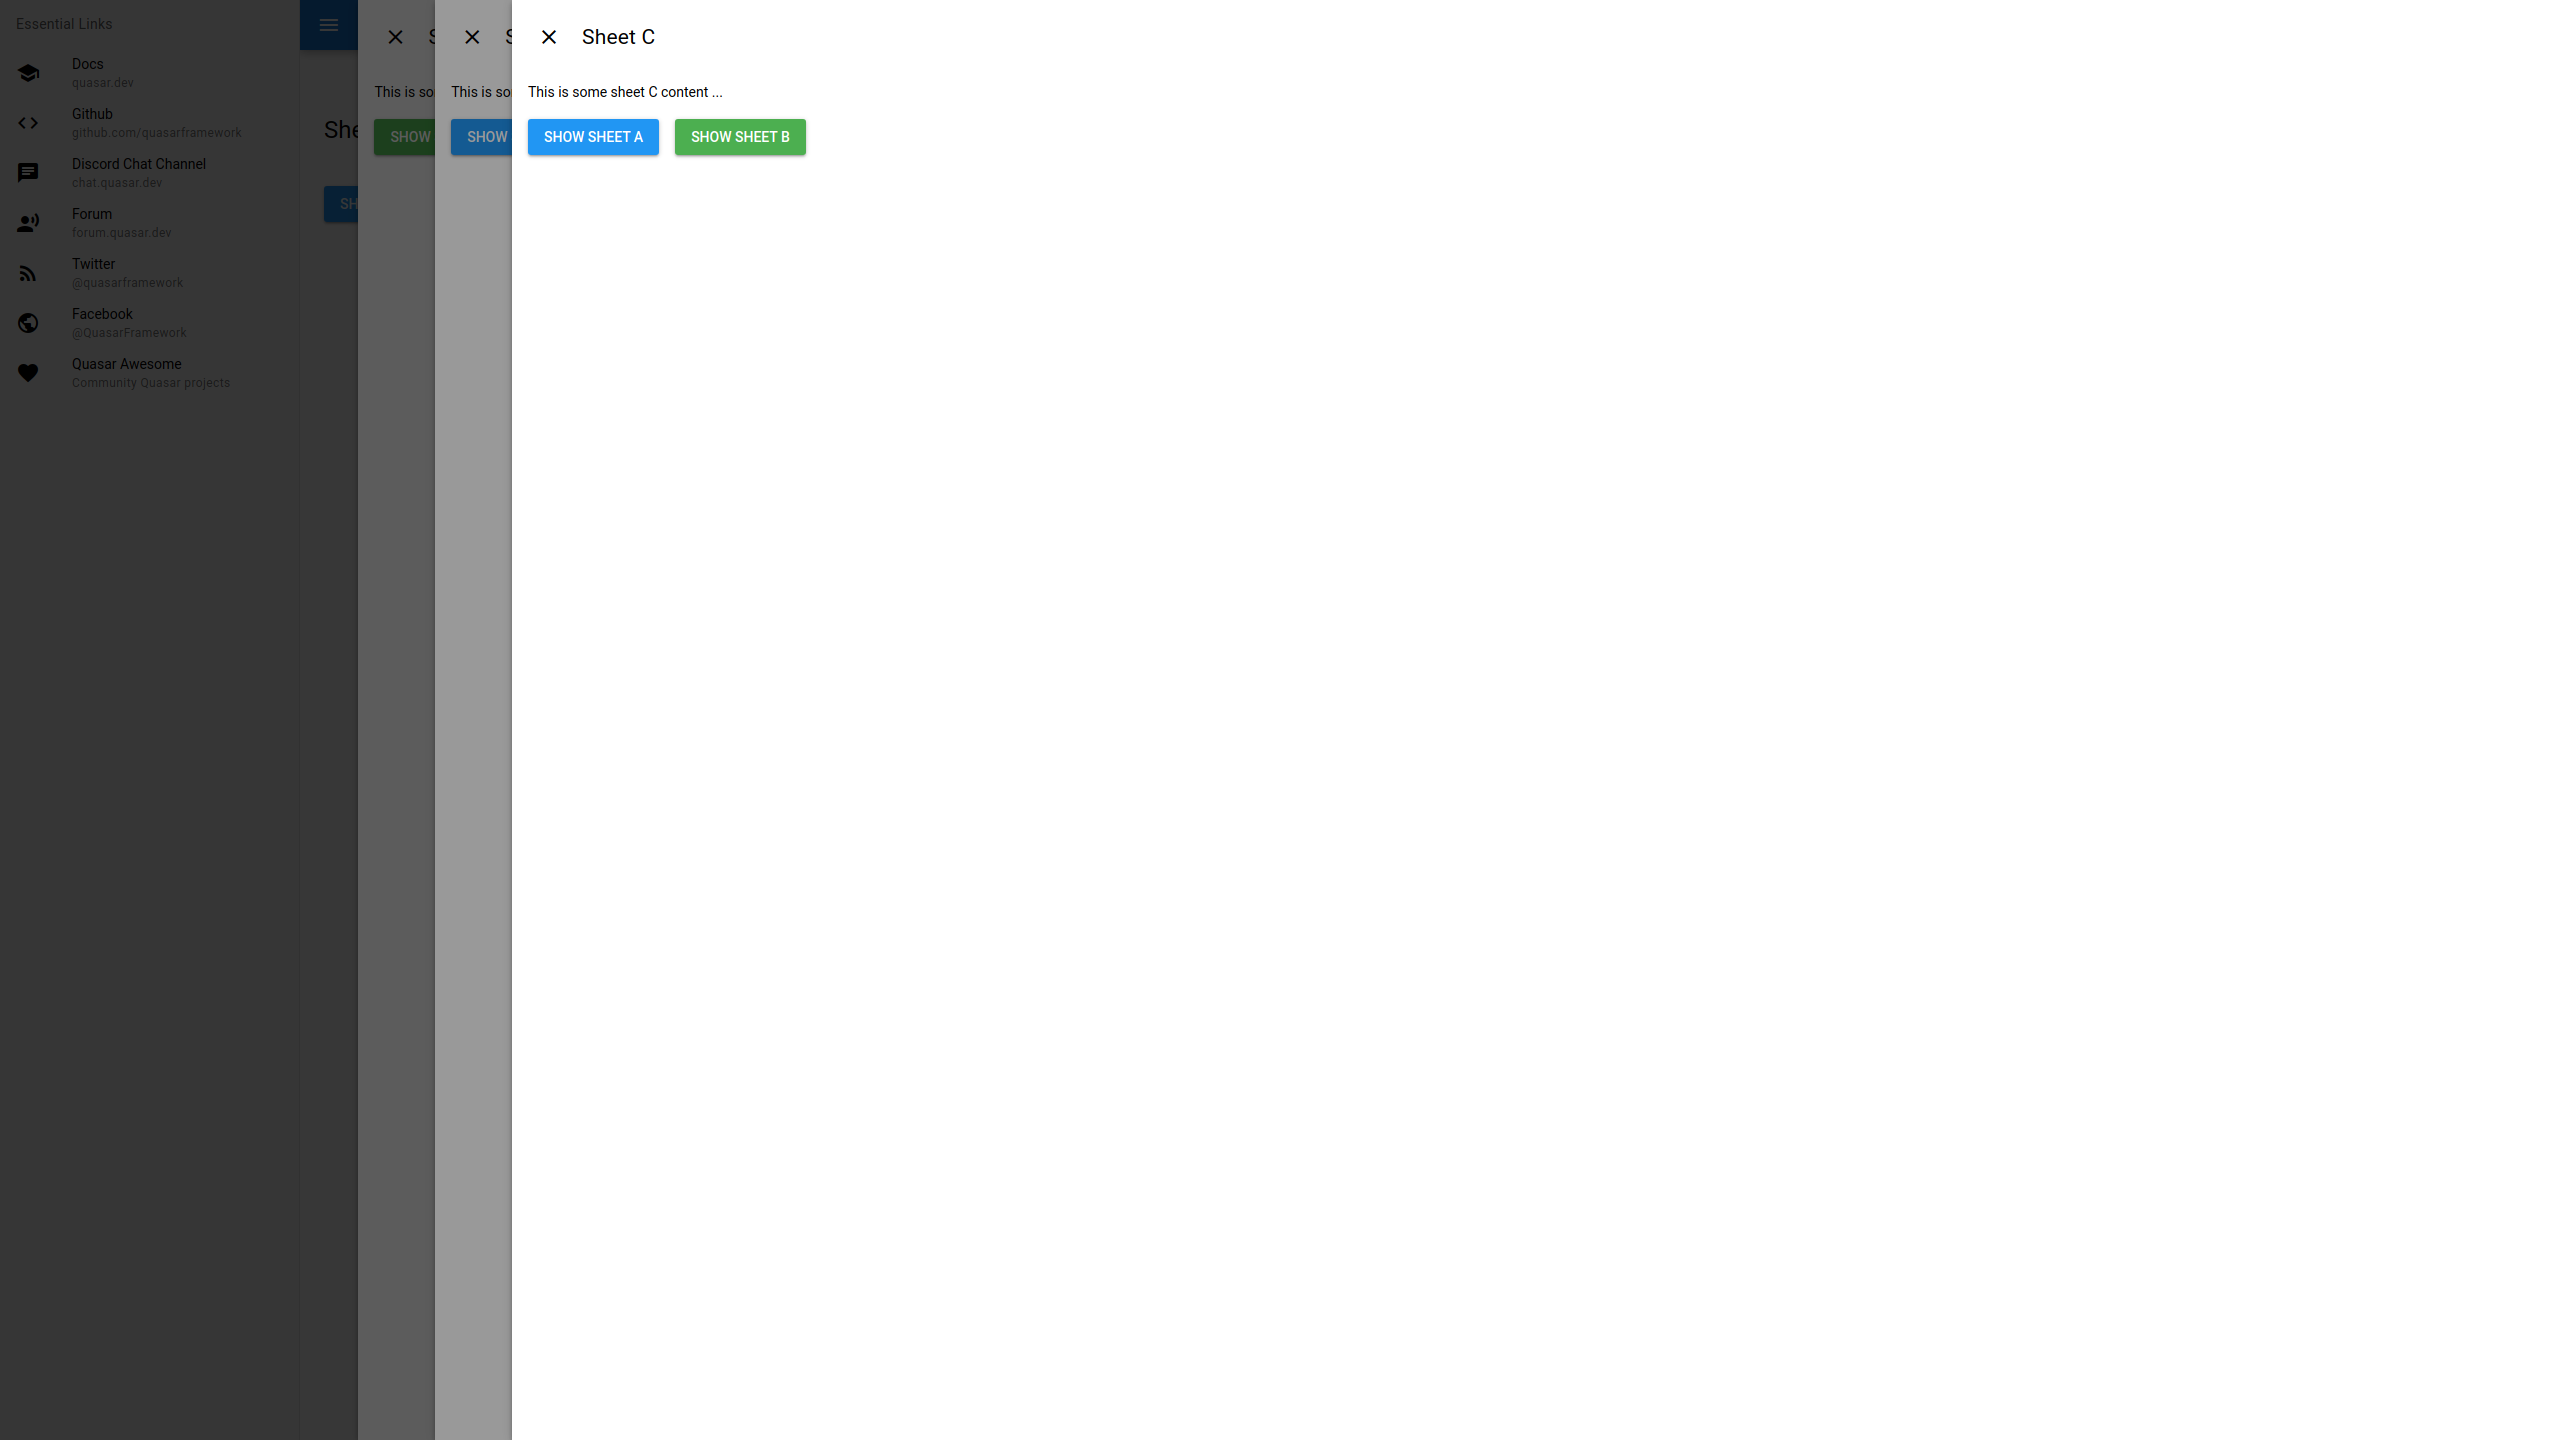 Essential Links
Docs
quasar.dev
Github
github.com/quasarframework
Discord Chat Channel
chat.quasar.dev
Forum
forum.quasar.dev
Twitter
@quasarframework
Facebook
@QuasarFramework
Quasar Awesome
Community Quasar projects
She
SH
This is so
SHOW
This is so
SHOW
Sheet C
This is some sheet C content ...
SHOW SHEET A
SHOW SHEET B